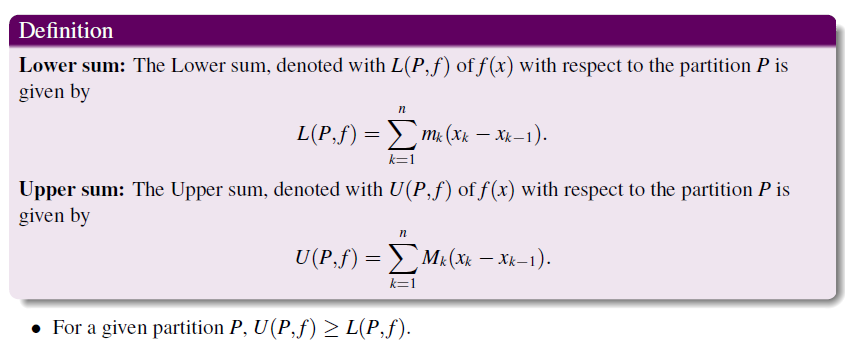 Definition
Lower sum: The Lower sum, denoted with L(P,f) of f(x) with respect to the partition P is
given by
L(P,f) = \sum_{k=1}^{n} m_k(x_k − x_{k−1}).
Upper sum: The Upper sum, denoted with U(P,f) of f(x) with respect to the partition P is
given by
U(P,f) = \sum_{k=1}^{n} M_k(x_k − x_{k−1}).
• For a given partition P, U(P,f) ≥ L(P,f).